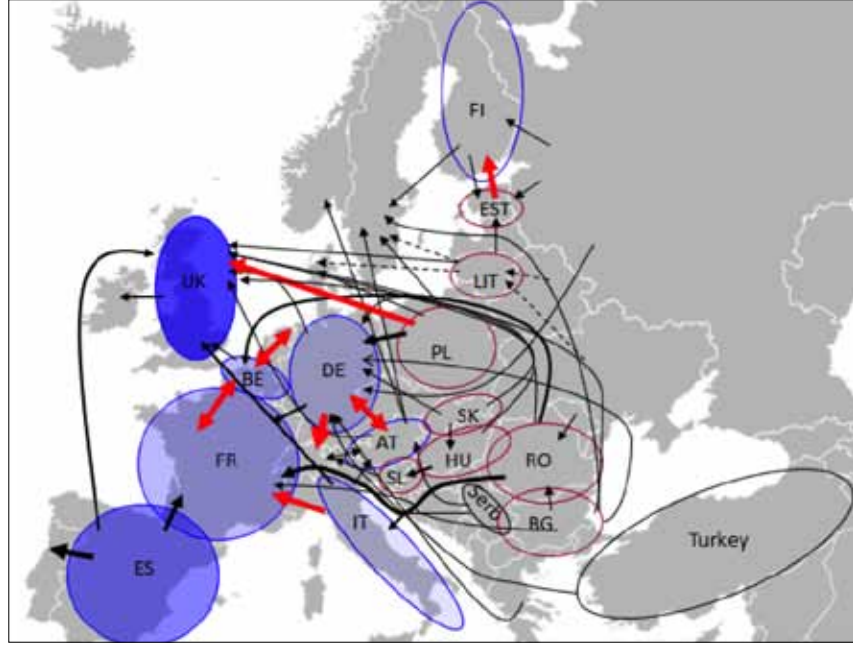 FI
EST
UK
LIT
PL
BE
DE
SK
AT
FR
HU
RO
SL
Serb
IT
BG.
Turkey
ES